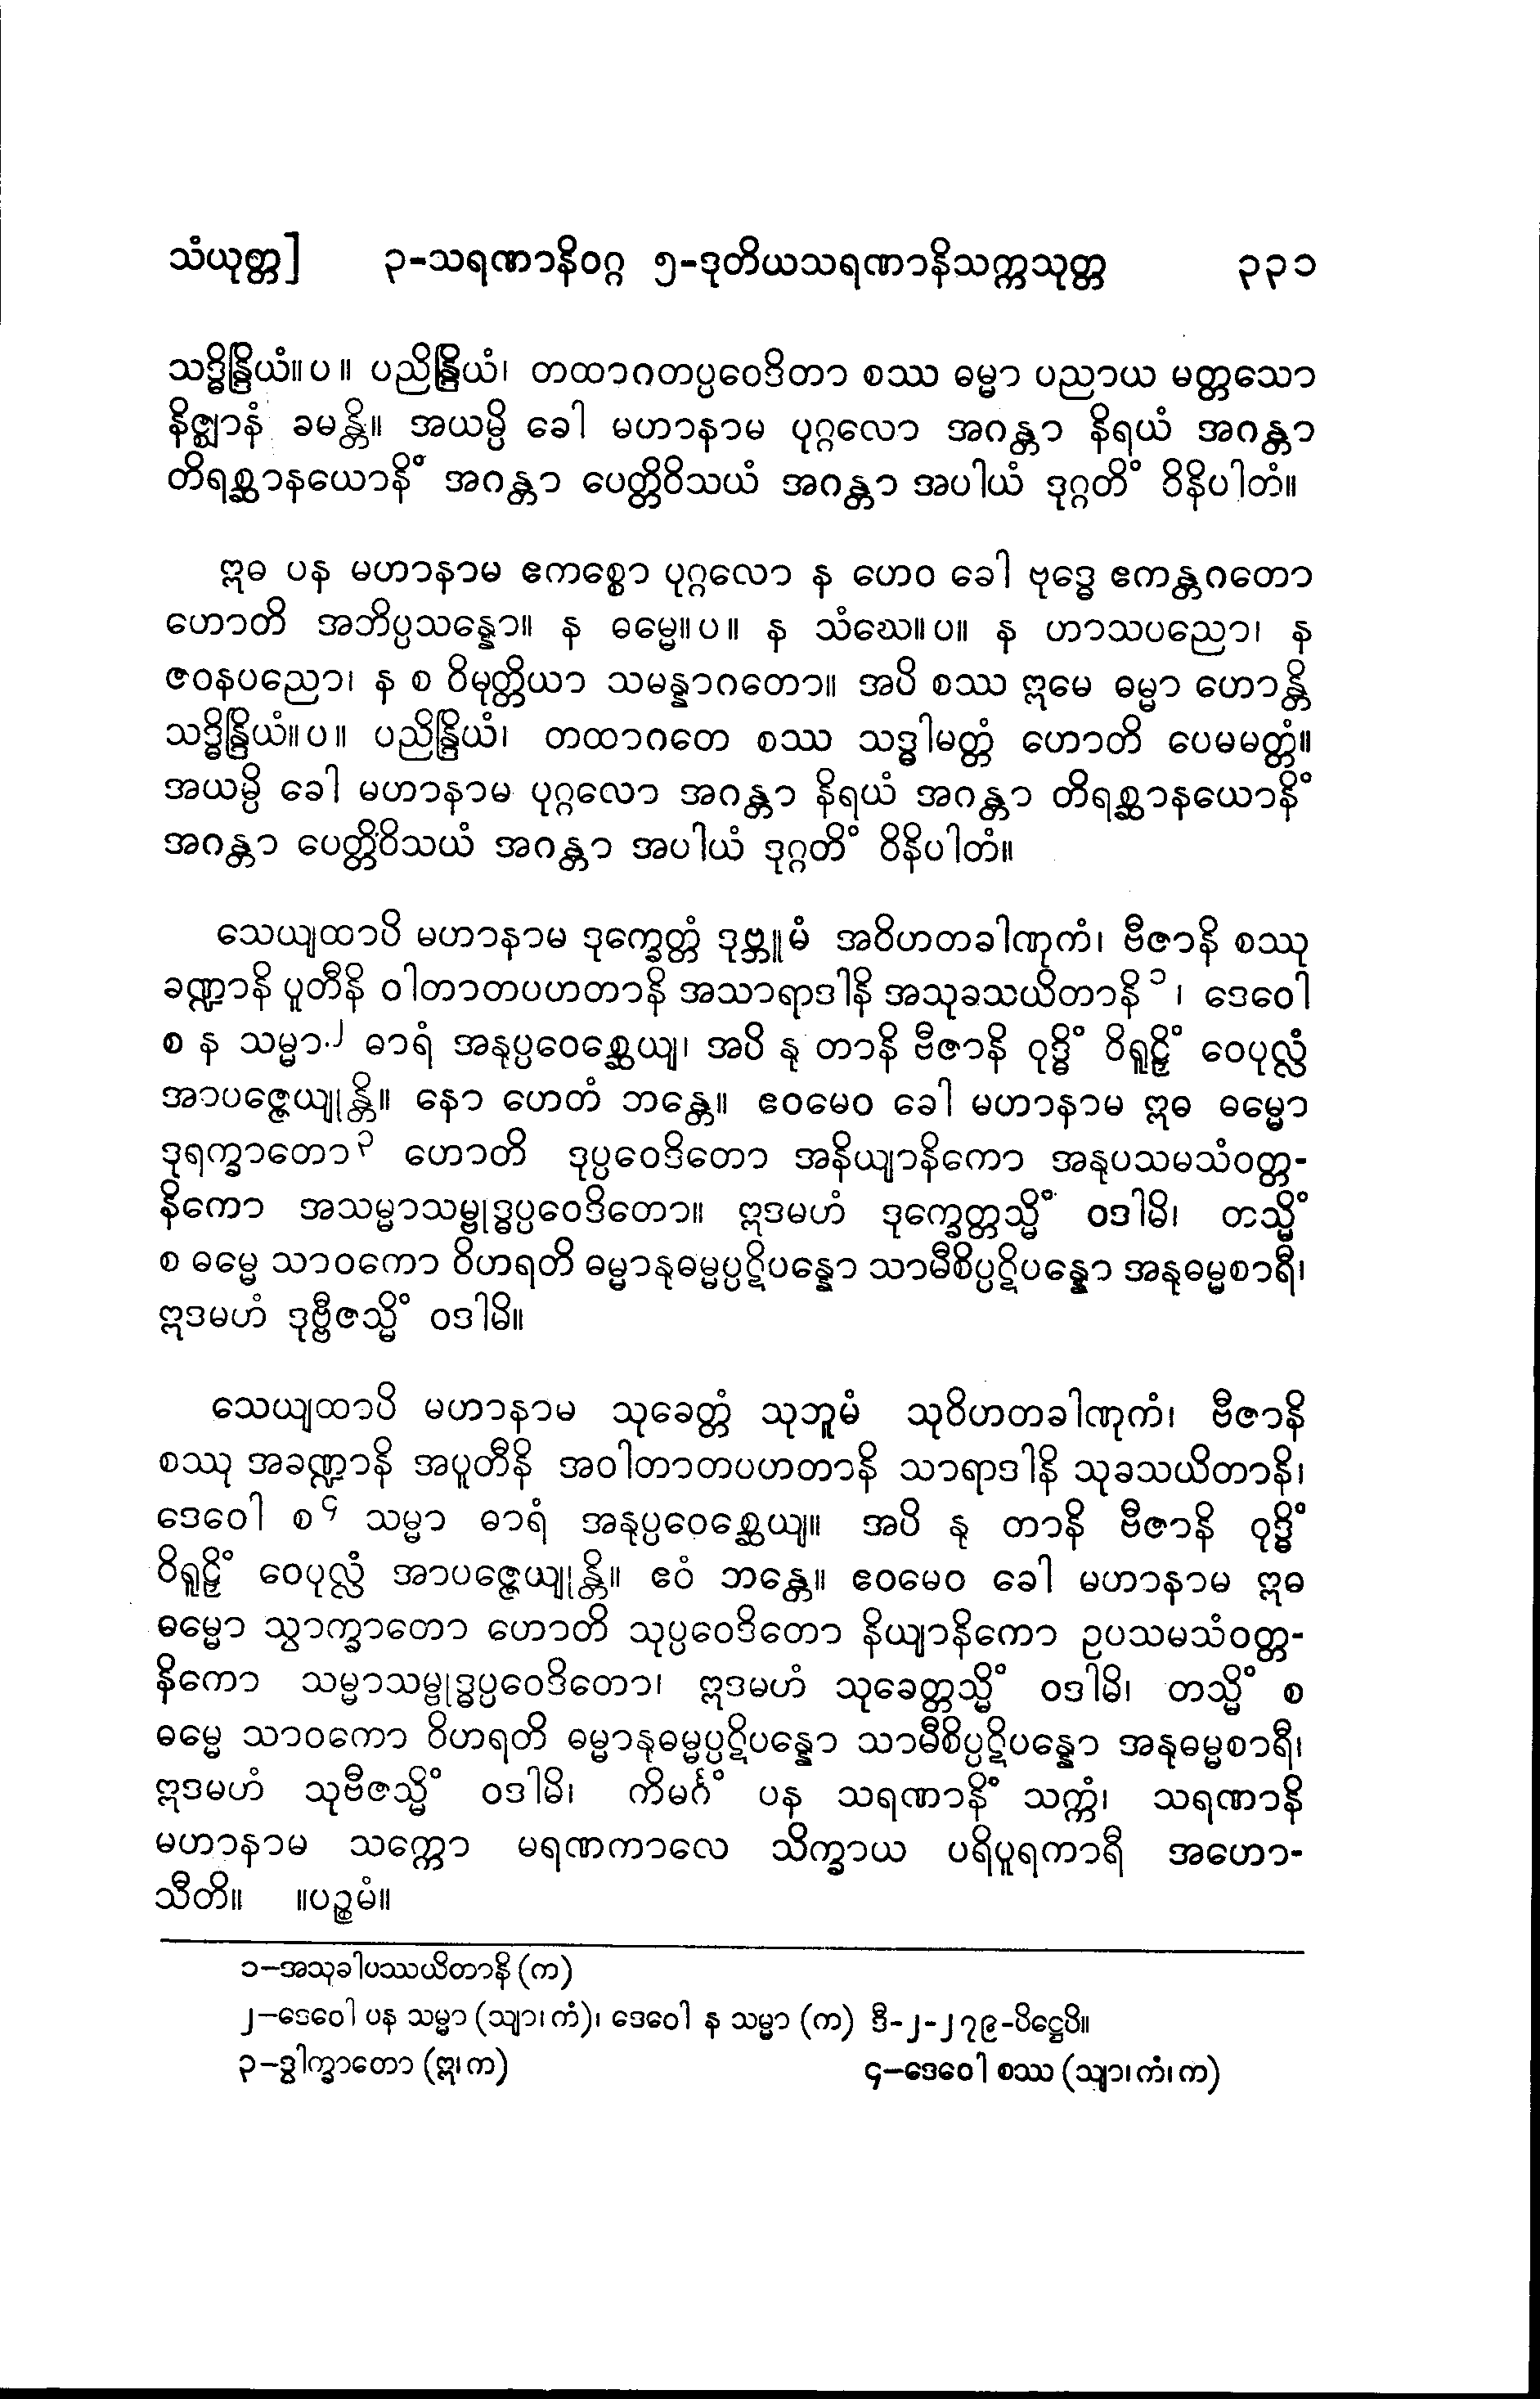 သံယုတ္တ] ၃-သရဏာနိဝဂ္ဂ ၅-ဒုတိယသရဏာနိသက္ကသုတ္တ ၃၃၁
သဒ္ဓိန္ဒြိယံ။ ပ ။ ပညိန္ဒြိယံ၊ တထာဂတပ္ပဝေဒိတာ စဿ ဓမ္မာ ပညာယ မတ္တသော
နိဇ္ဈာနံ ခမန္တိ။ အယမ္ပိ ခေါ မဟာနာမ ပုဂ္ဂလော အဂန္တာ နိရယံ အဂန္တာ
တိရစ္ဆာနယောနိံ အဂန္တာ ပေတ္တိဝိသယံ အဂန္တာ အပါယံ ဒုဂ္ဂတိံ ဝိနိပါတံ။
ဣဓ ပန မဟာနာမ ဧကစ္စော ပုဂ္ဂလော န ဟေဝ ခေါ ဗုဒ္ဓေ ဧကန္တဂတော
ဟောတိ အဘိပ္ပသန္နော။ န ဓမ္မေ။ ပ ။ န သံဃေ။ ပ။ န ဟာသပညော၊ န
ဇဝနပညော၊ န စ ဝိမုတ္တိယာ သမန္နာဂတော။ အပိ စဿ ဣမေ ဓမ္မာ ဟောန္တိ
သဒ္ဓိန္ဒြိယံ။ ပ ။ ပညိန္ဒြိယံ၊ တထာဂတေ စဿ သဒ္ဓါမတ္တံ ဟောတိ ပေမမတ္တံ။
အယမ္ပိ ခေါ မဟာနာမ ပုဂ္ဂလော အဂန္တာ နိရယံ အဂန္တာ တိရစ္ဆာနယောနိံ
အဂန္တာ ပေတ္တိဝိသယံ အဂန္တာ အပါယံ ဒုဂ္ဂတိံ ဝိနိပါတံ။
သေယျထာပိ မဟာနာမ ဒုက္ခေတ္တံ ဒုဗ္ဘူမံ အဝိဟတခါဏုကံ၊ ဗီဇာနိ စဿု
ခဏ္ဍာနိ ပူတီနိ ဝါတာတပဟတာနိ အသာရာဒါနိ အသုခသယိတာနိ ၁၊ ဒေဝေါ
စ န သမ္မာ ၂ ဓာရံ အနုပ္ပဝေစ္ဆေယျ၊ အပိ နု တာနိ ဗီဇာနိ ဝုဒ္ဓိံ ဝိရူဠှိံ ဝေပုလ္လံ
အာပဇ္ဇေယျုန္တိ။ နော ဟေတံ ဘန္တေ။ ဧဝမေဝ ခေါ မဟာနာမ ဣဓ ဓမ္မော
ဒုရက္ခာတော ၃ ဟောတိ ဒုပ္ပဝေဒိတော အနိယျာနိကော အနုပသမသံဝတ္တ-
နိကော အသမ္မာသမ္ဗုဒ္ဓပ္ပဝေဒိတော။ ဣဒမဟံ ဒုက္ခေတ္တသ္မိံ ဝဒါမိ၊ တသ္မိံ
စ ဓမ္မေ သာဝကော ဝိဟရတိ ဓမ္မာနုဓမ္မပ္ပဋိပန္နော သာမီစိပ္ပဋိပန္နော အနုဓမ္မစာရီ၊
ဣဒမဟံ ဒုဗ္ဗီဇသ္မိံ ဝဒါမိ။
သေယျထာပိ မဟာနာမ သုခေတ္တံ သုဘူမံ သုဝိဟတခါဏုကံ၊ ဗီဇာနိ
စဿု အခဏ္ဍာနိ အပူတီနိ အဝါတာတပဟတာနိ သာရာဒါနိ သုခသယိတာနိ၊
ဒေဝေါ စ ၄ သမ္မာ ဓာရံ အနုပ္ပဝေစ္ဆေယျ။ အပိ နု တာနိ ဗီဇာနိ ဝုဒ္ဓိံ
ဝိရူဠှိံ ဝေပုလ္လံ အာပဇ္ဇေယျုန္တိ။ ဧဝံ ဘန္တေ။ ဧဝမေဝ ခေါ မဟာနာမ ဣဓ
ဓမ္မော သွာက္ခာတော ဟောတိ သုပ္ပဝေဒိတော နိယျာနိကော ဥပသမသံဝတ္တ-
နိကော သမ္မာသမ္ဗုဒ္ဓပ္ပဝေဒိတော၊ ဣဒမဟံ သုခေတ္တသ္မိံ ဝဒါမိ၊ တသ္မိံ စ
ဓမ္မေ သာဝကော ဝိဟရတိ ဓမ္မာနုဓမ္မပ္ပဋိပန္နော သာမီစိပ္ပဋိပန္နော အနုဓမ္မစာရီ၊
ဣဒမဟံ သုဗီဇသ္မိံ ဝဒါမိ၊ ကိမင်္ဂံ ပန သရဏာနိံ သက္ကံ၊ သရဏာနိ
မဟာနာမ သက္ကော မရဏကာလေ သိက္ခာယ ပရိပူရကာရီ အဟော-
သီတိ။ ။ပဉ္စမံ။
၁–အသုခါပဿယိတာနိ (က)
၂–ဒေဝေါ ပန သမ္မာ (သျာ၊ ကံ)၊ ဒေဝေါ န သမ္မာ (က) ဒီ-၂-၂၇၉-ပိဋ္ဌေပိ။
၃–ဒွါက္ခာတော (ဣ၊ က) ၄–ဒေဝေါ စဿ (သျာ၊ ကံ၊ က)